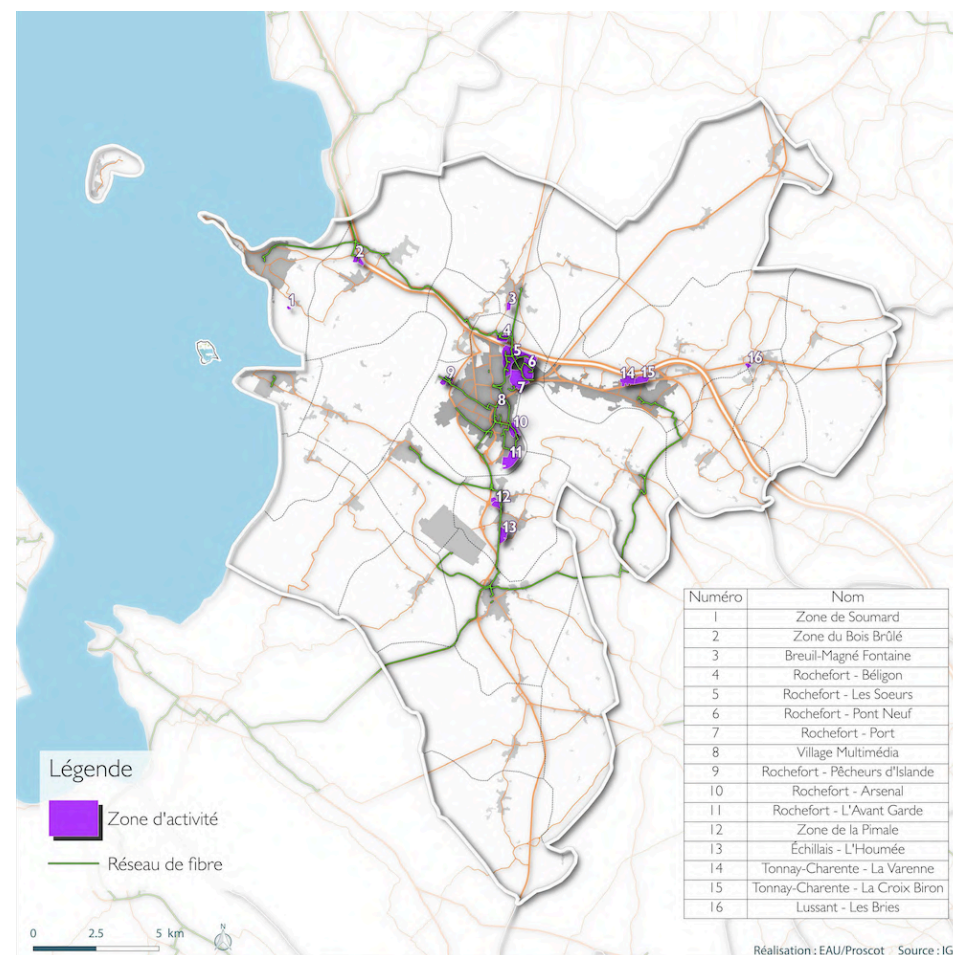 2
1
3
4
5
6
9
7
14
15
16
8
10
11
12
13
Numéro Nom
1 Zone de Soumard
2 Zone du Bois Brûlé
3 Breuil-Magné Fontaine
4 Rochefort - Béligon
5 Rochefort - Les Soeurs
6 Rochefort - Pont Neuf
7 Rochefort - Port
8 Village Multimédia
9 Rochefort - Pêcheurs d'Islande
10 Rochefort - Arsenal
11 Rochefort - L'Avant Garde
12 Zone de la Pimale
13 Échillais - L'Houmée
14 Tonnay-Charente - La Varenne
15 Tonnay-Charente - La Croix Biron
16 Lussant - Les Bries
Légende
Zone d'activité
Réseau de fibre
0 2.5 5 km
N
Réalisation : EAU/Proscot Source : IG